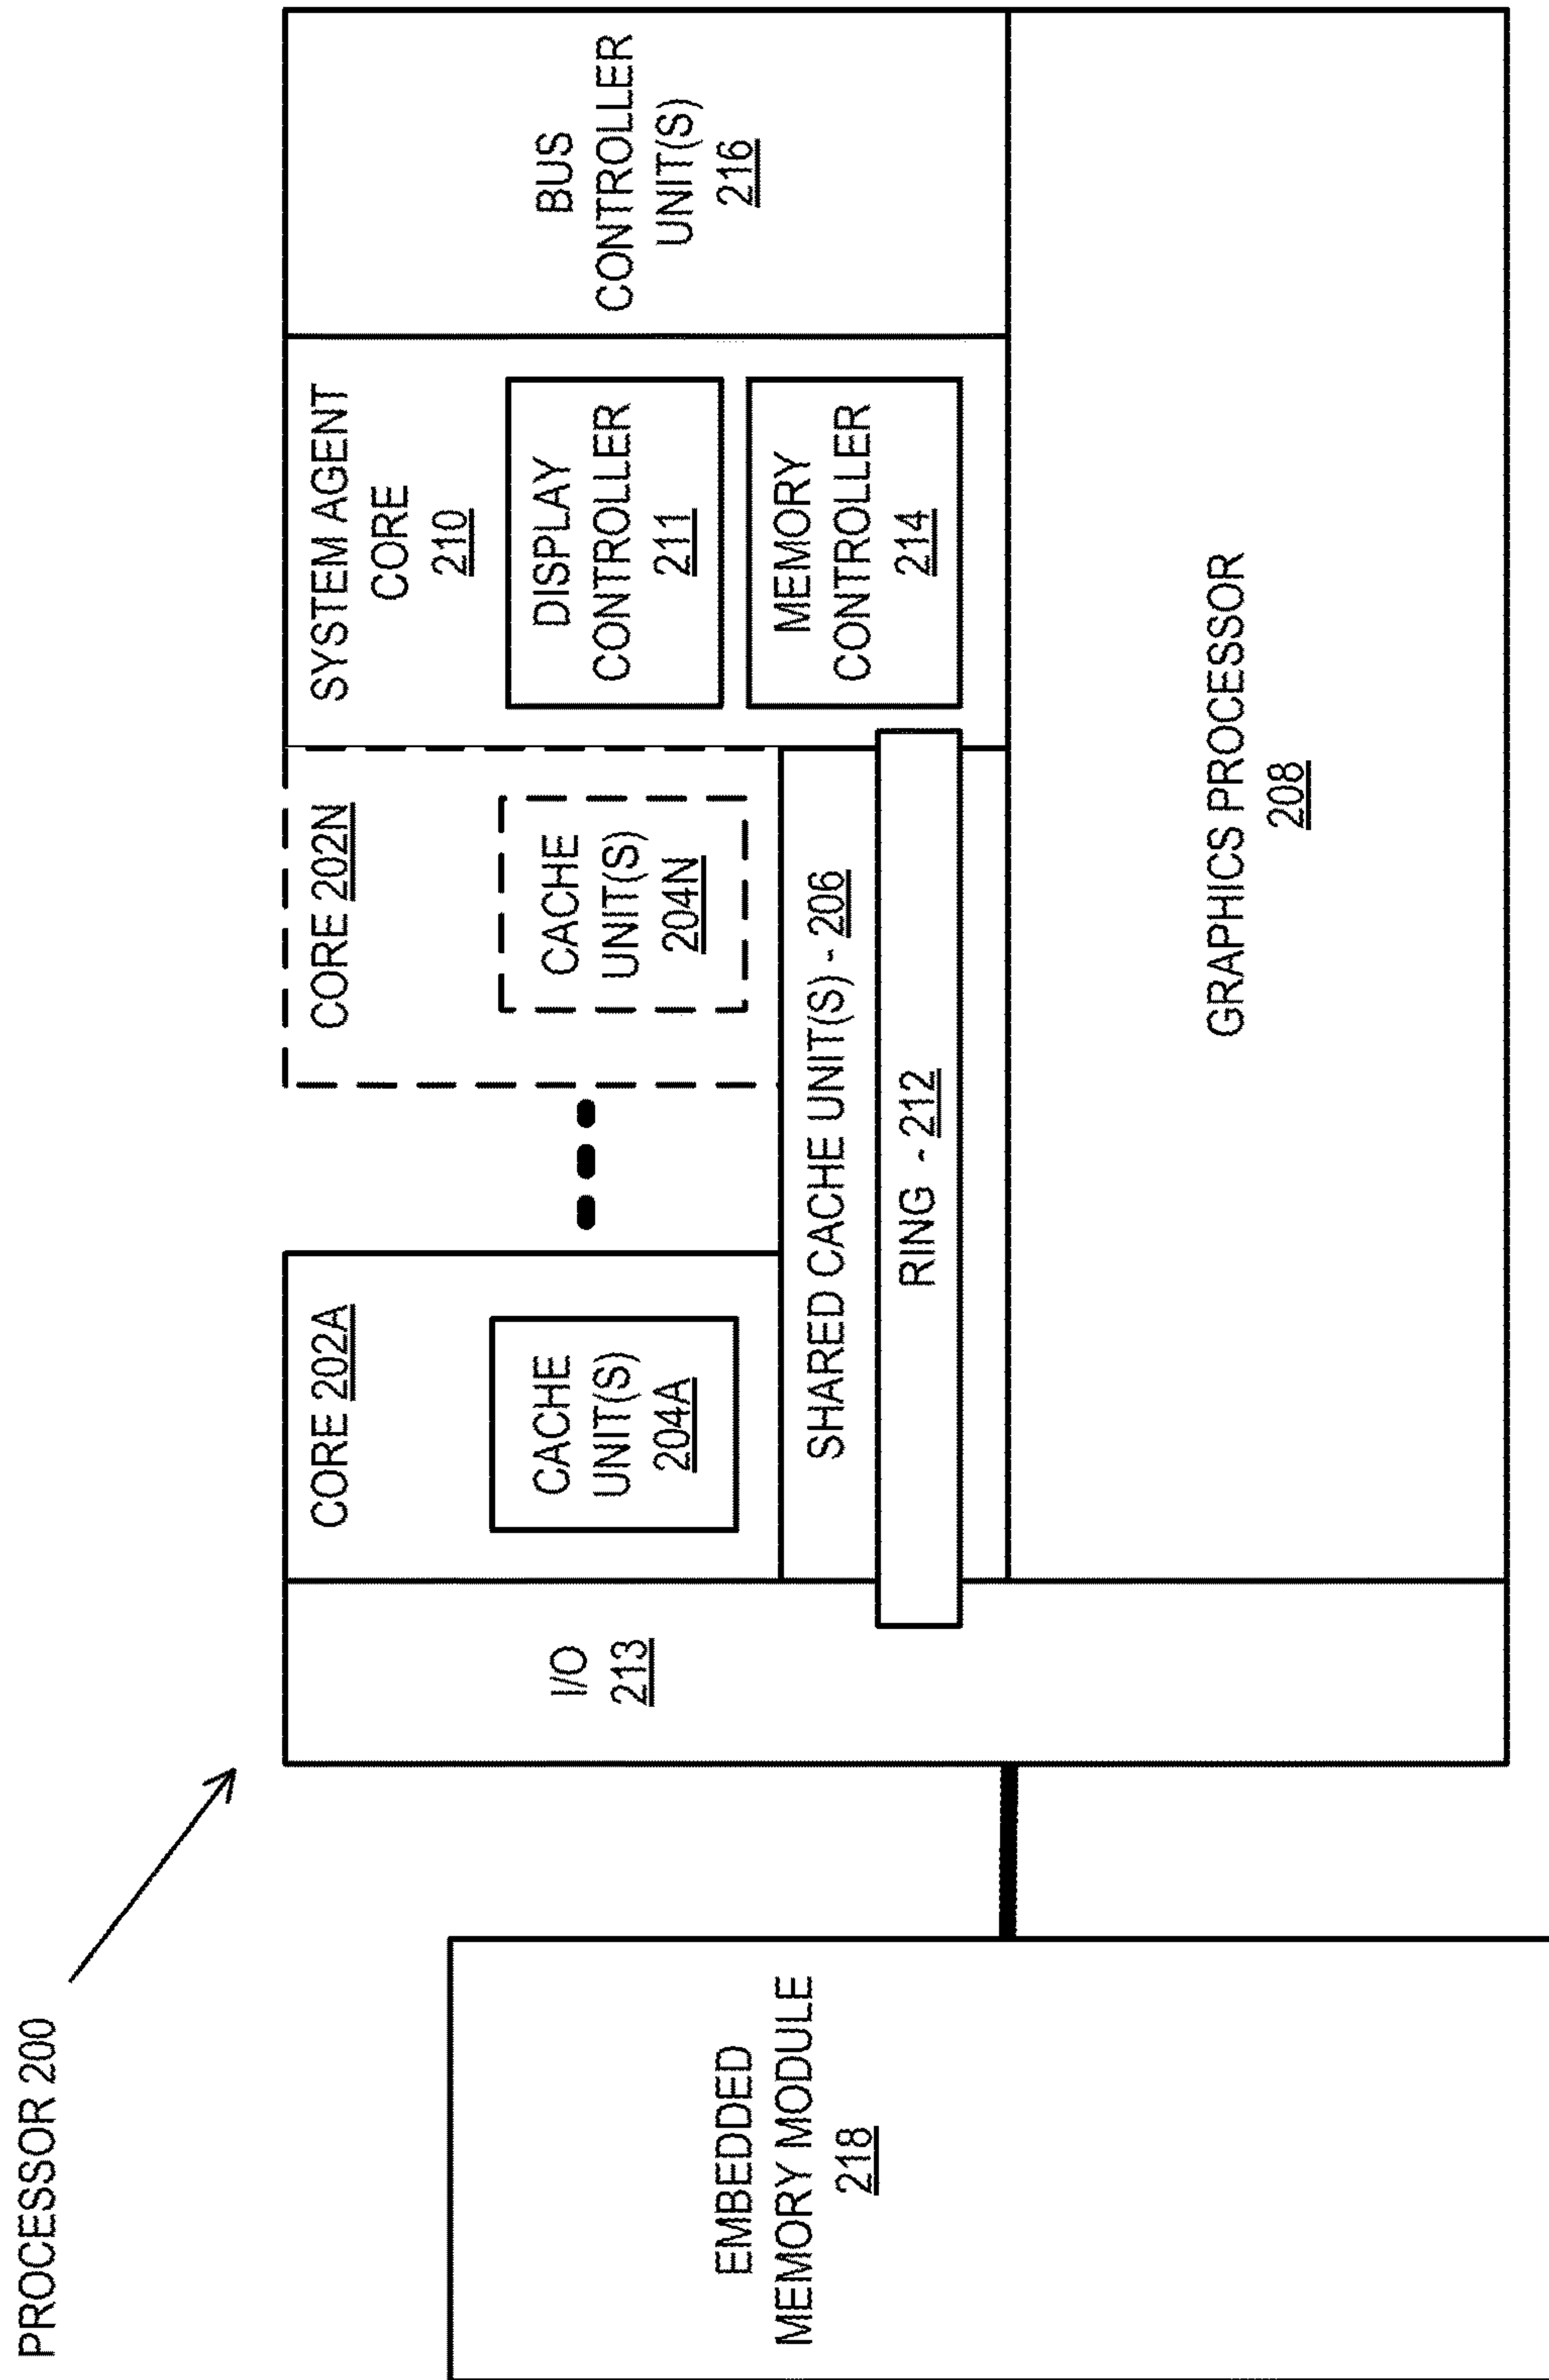 PROCESSOR 200
EMBEDDED
MEMORY MODULE
218
I/O
213
CORE 202A
CACHE
UNIT(S)
204A
CORE 202N
CACHE
UNIT(S)
204N
SHARED CACHE UNIT(S) - 206
RING - 212
SYSTEM AGENT
CORE
210
DISPLAY
CONTROLLER
211
MEMORY
CONTROLLER
214
BUS
CONTROLLER
UNIT(S)
216
GRAPHICS PROCESSOR
208